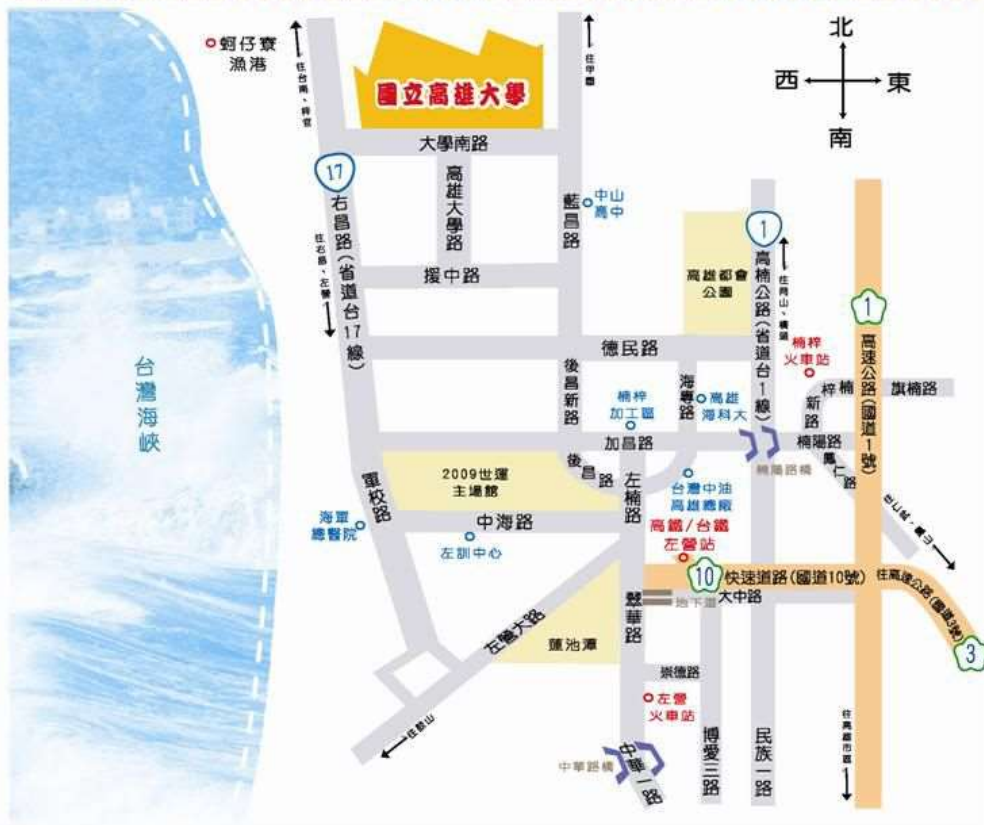 北
西 東
南
蚵仔寮
漁港
往台南、梓官
往甲圍
國立高雄大學
大學南路
17
右昌路(省道台17線)
往右昌、左營
高雄大學路
藍昌路
中山
高中
援中路
高雄都會
公園
1
高楠公路(省道台1線)
往岡山、橋頭
1
高速公路(國道1號)
台灣海峽
德民路
後昌新路
楠梓
加工區
海專路
高雄
海科大
楠梓
火車站
楠梓新路
旗楠路
加昌路
楠陽路
楠陽路橋
鳳仁路
往仁武、鳳山
2009世運
主場館
後昌路
左楠路
台灣中油
高雄總廠
軍校路
海軍
總醫院
中海路
左訓中心
高鐵/台鐵
左營站
10
快速道路(國道10號)
往高速公路(國道3號)
3
大中路
地下道
翠華路
左營大路
蓮池潭
崇德路
左營
火車站
往鼓山
中華路橋
中華一路
博愛三路
民族一路
往高雄市區